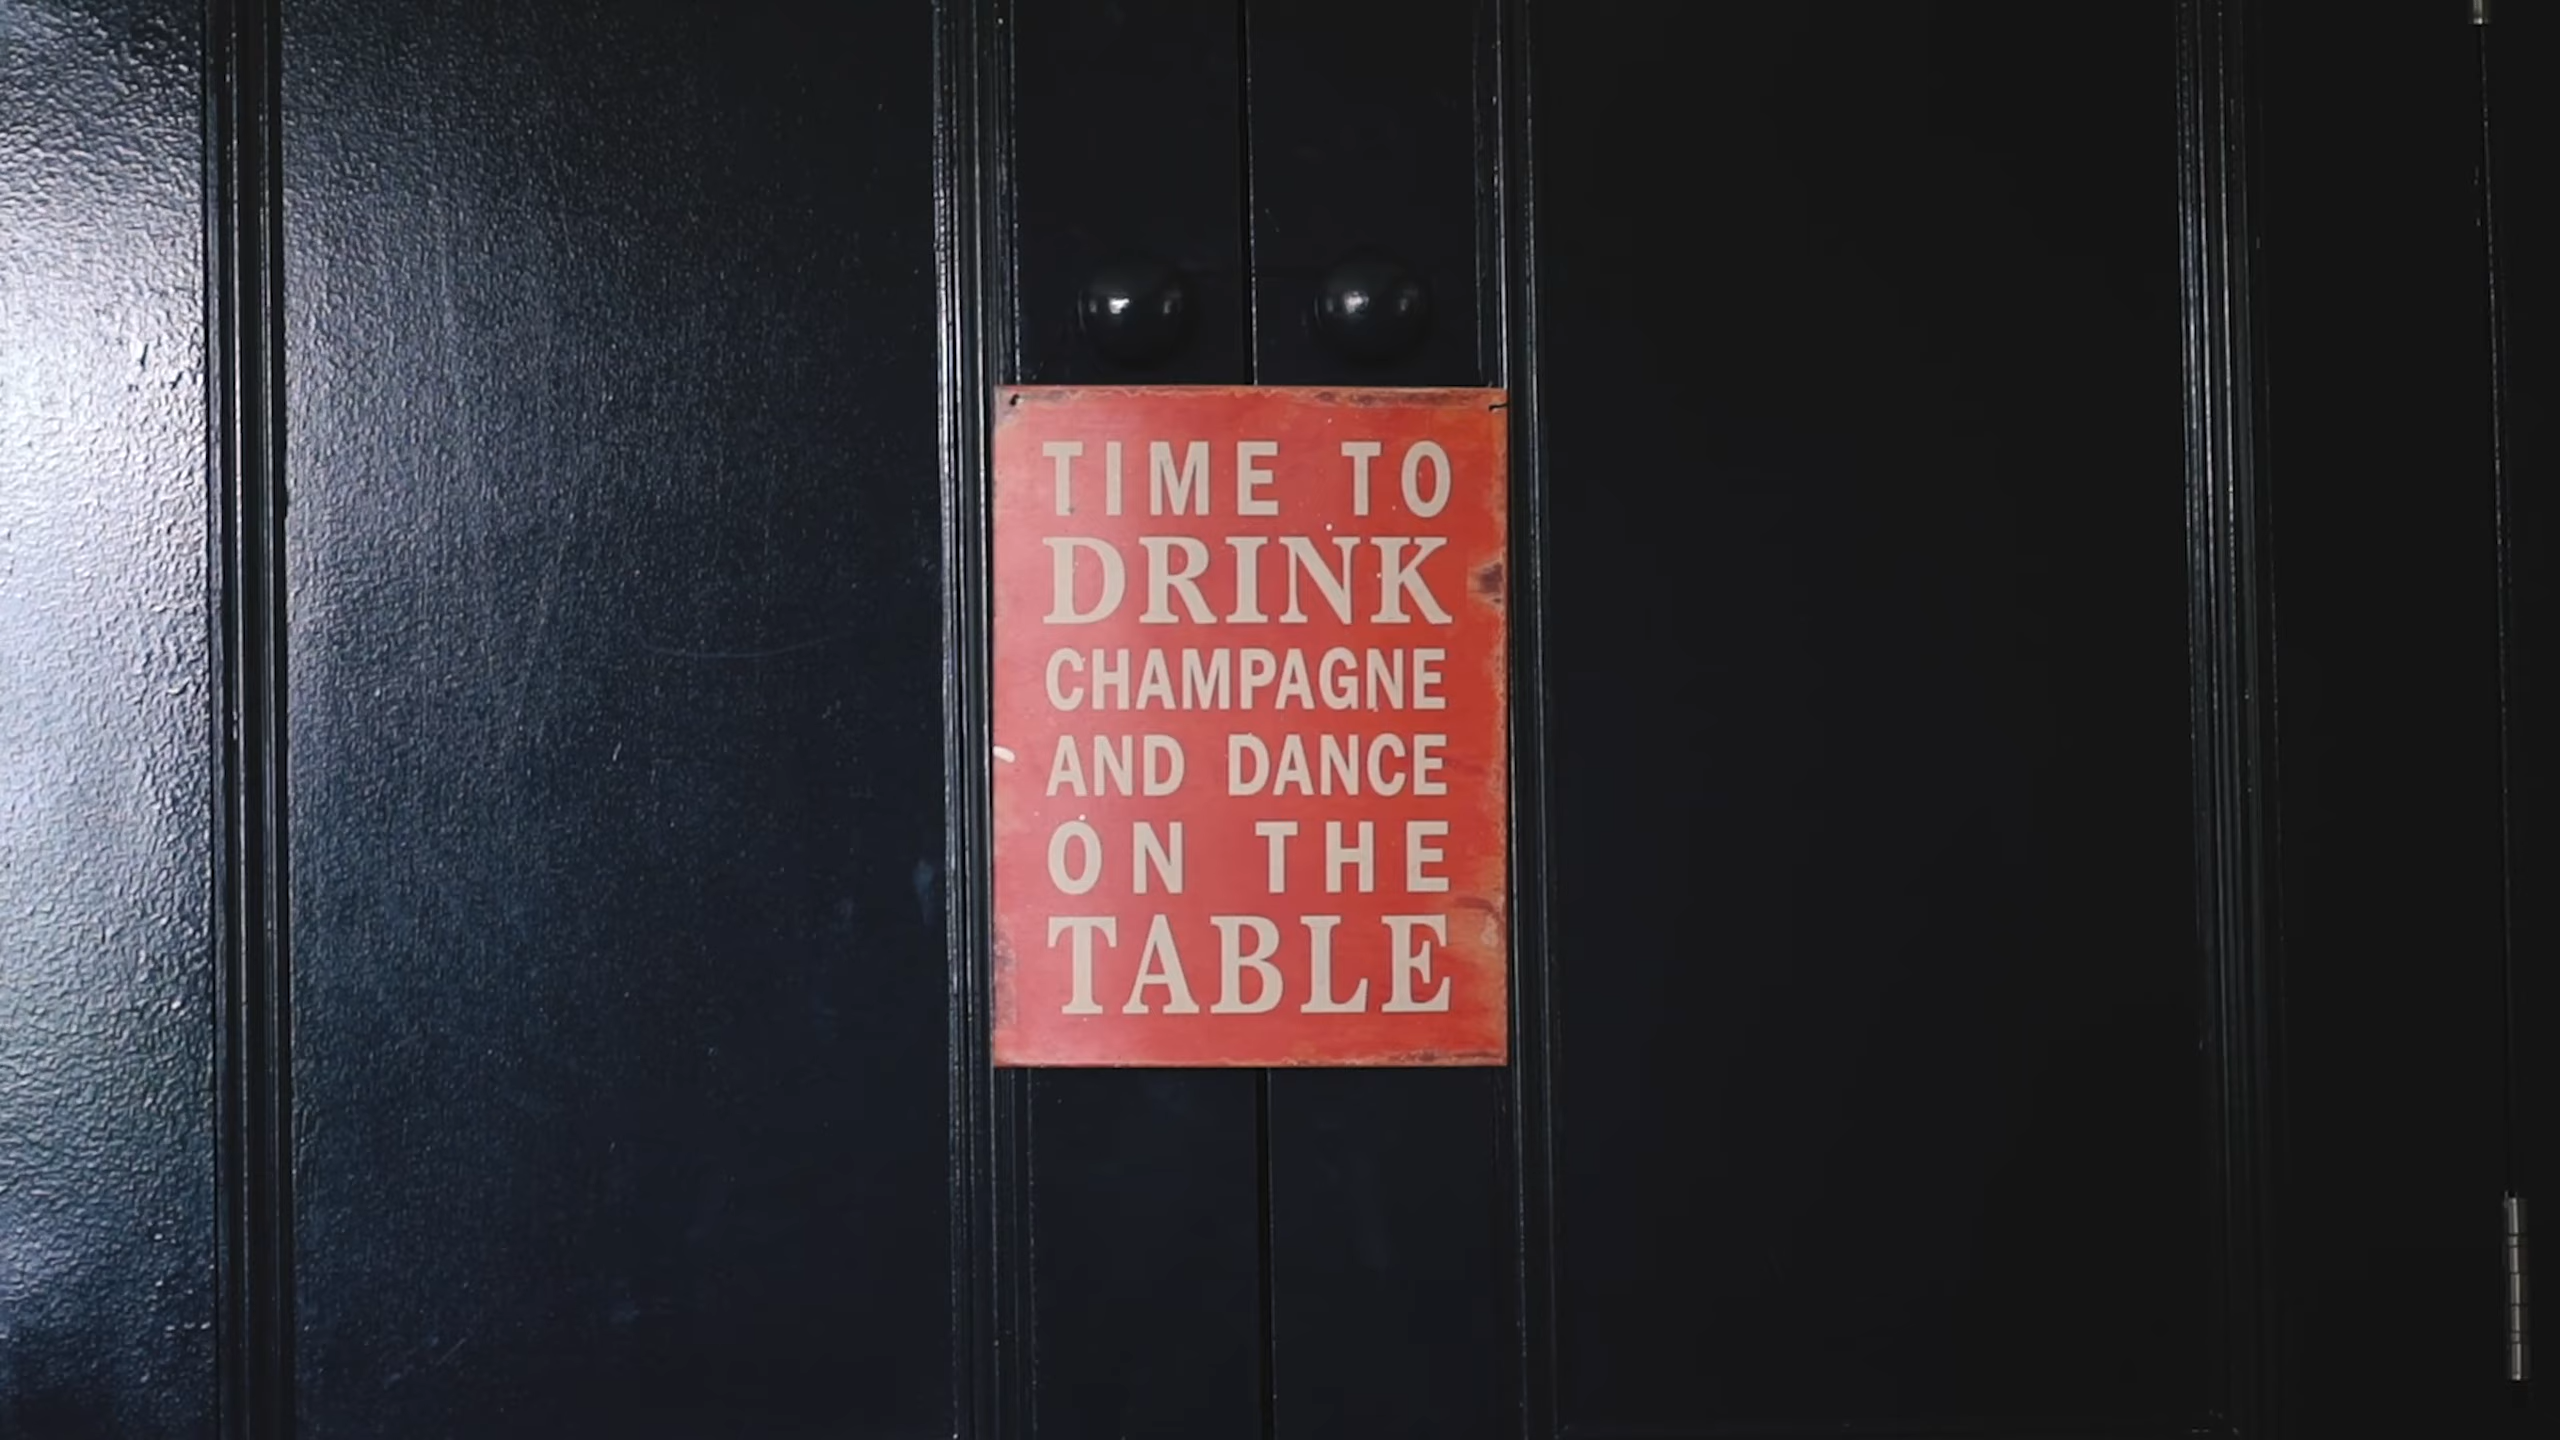 TIME TO
DRINK
CHAMPAGNE
AND DANCE
ON THE
TABLE